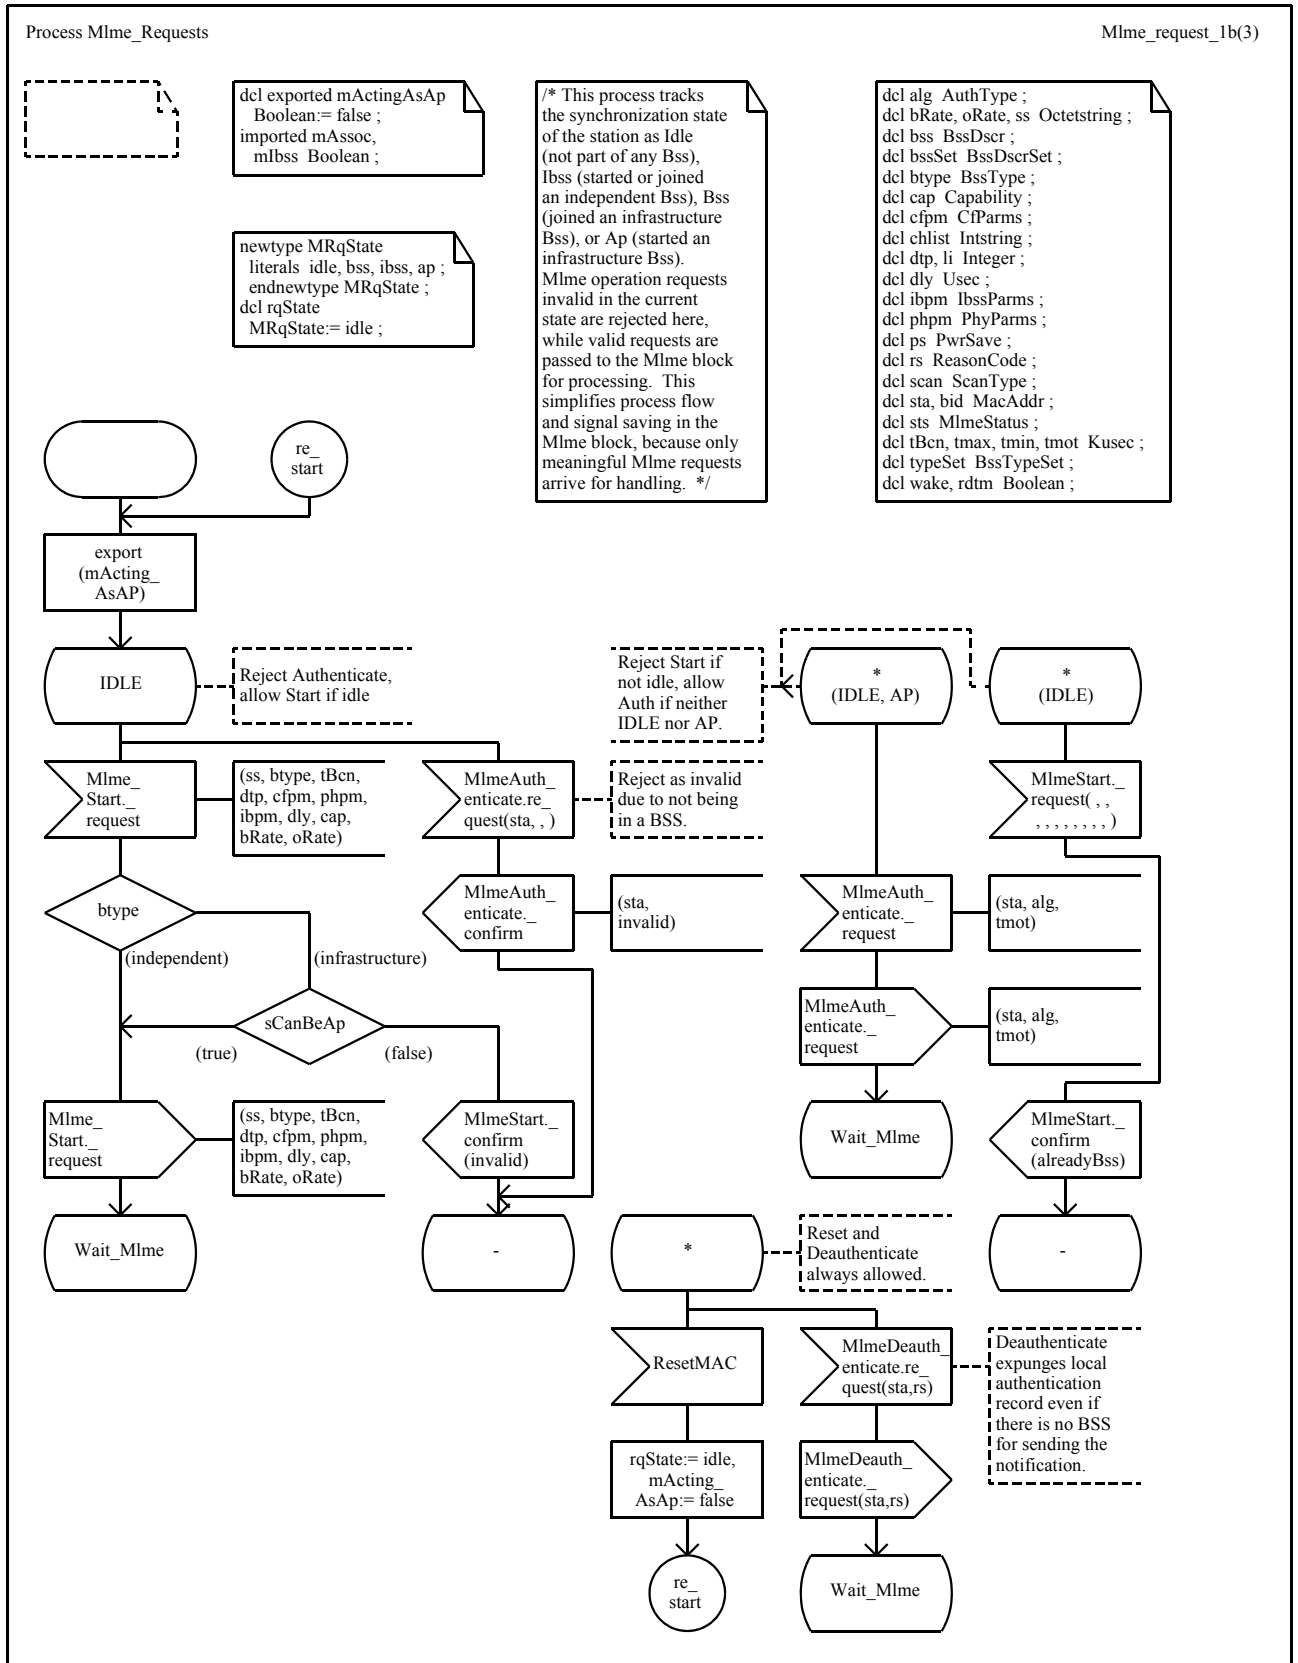 Process Mlme_Requests
Mlme_request_1b(3)
dcl exported mActingAsAp
Boolean:= false ;
imported mAssoc,
mIbss Boolean ;
newtype MRqState
literals idle, bss, ibss, ap ;
endnewtype MRqState ;
dcl rqState
MRqState:= idle ;
/* This process tracks
the synchronization state
of the station as Idle
(not part of any Bss),
Ibss (started or joined
an independent Bss), Bss
(joined an infrastructure
Bss), or Ap (started an
infrastructure Bss).
Mlme operation requests
invalid in the current
state are rejected here,
while valid requests are
passed to the Mlme block
for processing. This
simplifies process flow
and signal saving in the
Mlme block, because only
meaningful Mlme requests
arrive for handling. */
dcl alg AuthType ;
dcl bRate, oRate, ss Octetstring ;
dcl bss BssDscr ;
dcl bssSet BssDscrSet ;
dcl btype BssType ;
dcl cap Capability ;
dcl cfpm CfParms ;
dcl chlist Intstring ;
dcl dtp, li Integer ;
dcl dly Usec ;
dcl ibpm IbssParms ;
dcl phpm PhyParms ;
dcl ps PwrSave ;
dcl rs ReasonCode ;
dcl scan ScanType ;
dcl sta, bid MacAddr ;
dcl sts MlmeStatus ;
dcl tBcn, tmax, tmin, tmot Kusec ;
dcl typeSet BssTypeSet ;
dcl wake, rdtm Boolean ;
re_
start
export
(mActing_
AsAP)
IDLE
Reject Authenticate,
allow Start if idle
Reject Start if
not idle, allow
Auth if neither
IDLE nor AP.
*
(IDLE, AP)
*
(IDLE)
Mlme_
Start._
request
(ss, btype, tBcn,
dtp, cfpm, phpm,
ibpm, dly, cap,
bRate, oRate)
MlmeAuth_
enticate.re_
quest(sta, , )
Reject as invalid
due to not being
in a BSS.
MlmeStart._
request( , ,
, , , , , , , , )
btype
(independent)
(infrastructure)
MlmeAuth_
enticate._
confirm
(sta,
invalid)
MlmeAuth_
enticate._
request
(sta, alg,
tmot)
sCanBeAp
(true)
(false)
MlmeAuth_
enticate._
request
(sta, alg,
tmot)
Mlme_
Start._
request
(ss, btype, tBcn,
dtp, cfpm, phpm,
ibpm, dly, cap,
bRate, oRate)
MlmeStart._
confirm
(invalid)
Wait_Mlme
MlmeStart._
confirm
(alreadyBss)
Wait_Mlme
-
*
Reset and
Deauthenticate
always allowed.
-
ResetMAC
MlmeDeauth_
enticate.re_
quest(sta,rs)
Deauthenticate
expunges local
authentication
record even if
there is no BSS
for sending the
notification.
rqState:= idle,
mActing_
AsAp:= false
MlmeDeauth_
enticate._
request(sta,rs)
re_
start
Wait_Mlme